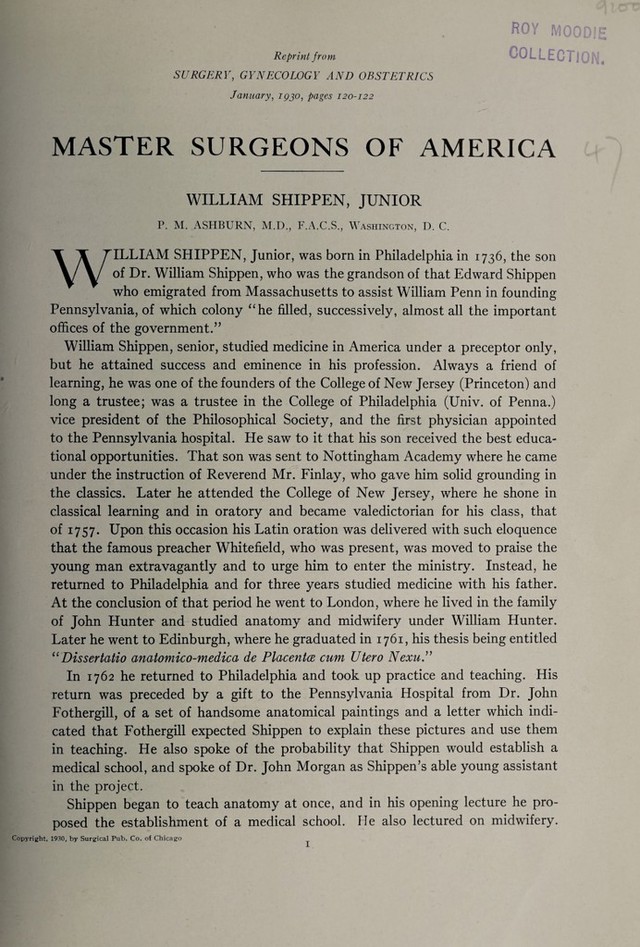 ROY MOODIE
COLLECTION.
Reprint from
SURGERY, GYNECOLOGY AND OBSTETRICS
January, 1930, pages 120-122
MASTER SURGEONS OF AMERICA
47
WILLIAM SHIPPEN, JUNIOR
P. M. ASHBURN, M.D., F.A.C.S., Washington, D. C.
WILLIAM SHIPPEN, Junior, was born in Philadelphia in 1736, the son
of Dr. William Shippen, who was the grandson of that Edward Shippen
who emigrated from Massachusetts to assist William Penn in founding
Pennsylvania, of which colony “he filled, successively, almost all the important
offices of the government.”
William Shippen, senior, studied medicine in America under a preceptor only,
but he attained success and eminence in his profession. Always a friend of
learning, he was one of the founders of the College of New Jersey (Princeton) and
long a trustee; was a trustee in the College of Philadelphia (Univ. of Penna.)
vice president of the Philosophical Society, and the first physician appointed
to the Pennsylvania hospital. He saw to it that his son received the best educa-
tional opportunities. That son was sent to Nottingham Academy where he came
under the instruction of Reverend Mr. Finlay, who gave him solid grounding in
the classics. Later he attended the College of New Jersey, where he shone in
classical learning and in oratory and became valedictorian for his class, that
of 1757. Upon this occasion his Latin oration was delivered with such eloquence
that the famous preacher Whitefield, who was present, was moved to praise the
young man extravagantly and to urge him to enter the ministry. Instead, he
returned to Philadelphia and for three years studied medicine with his father.
At the conclusion of that period he went to London, where he lived in the family
of John Hunter and studied anatomy and midwifery under William Hunter.
Later he went to Edinburgh, where he graduated in 1761, his thesis being entitled
“Dissertatio anatomico-medica de Placentæ cum Utero Nexu.”
In 1762 he returned to Philadelphia and took up practice and teaching. His
return was preceded by a gift to the Pennsylvania Hospital from Dr. John
Fothergill, of a set of handsome anatomical paintings and a letter which indi-
cated that Fothergill expected Shippen to explain these pictures and use them
in teaching. He also spoke of the probability that Shippen would establish a
medical school, and spoke of Dr. John Morgan as Shippen’s able young assistant
in the project.
Shippen began to teach anatomy at once, and in his opening lecture he pro-
posed the establishment of a medical school. He also lectured on midwifery.
Copyright, 1930, by Surgical Pub. Co. of Chicago
1